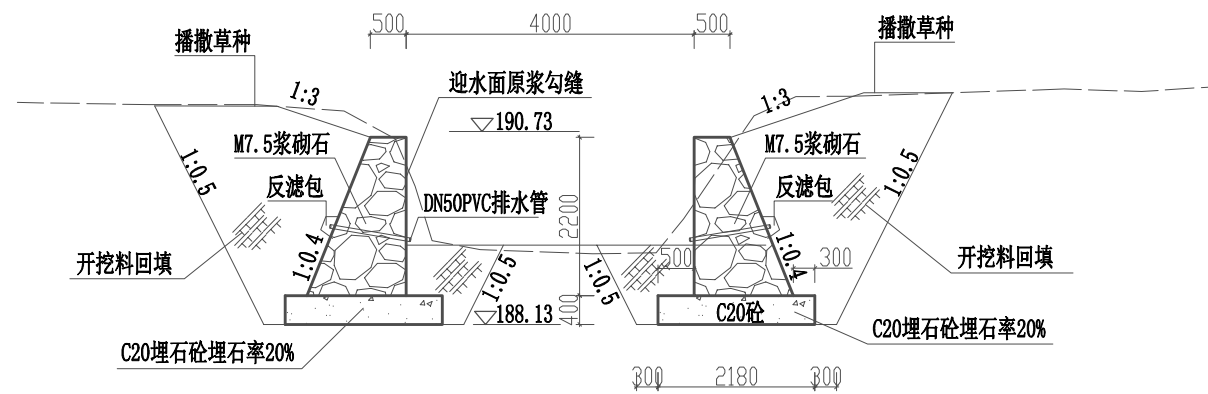 500
4000
500
播撒草种
播撒草种
1:3
迎水面原浆勾缝
1:3
190.73
M7.5浆砌石
M7.5浆砌石
1:0.5
1:0.5
反滤包
反滤包
DN50PVC排水管
2200
1:0.4
1:0.4
开挖料回填
1:0.5
1:0.5
500
300
开挖料回填
188.13
400
C20砼
C20埋石砼埋石率20%
C20埋石砼埋石率20%
300
2180
300